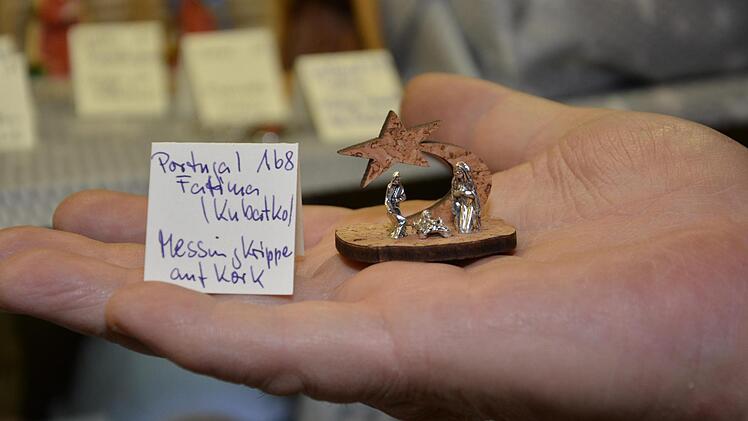 Portugal 168
Fatima
(Kubatko)
Messingkrippe
auf Kork